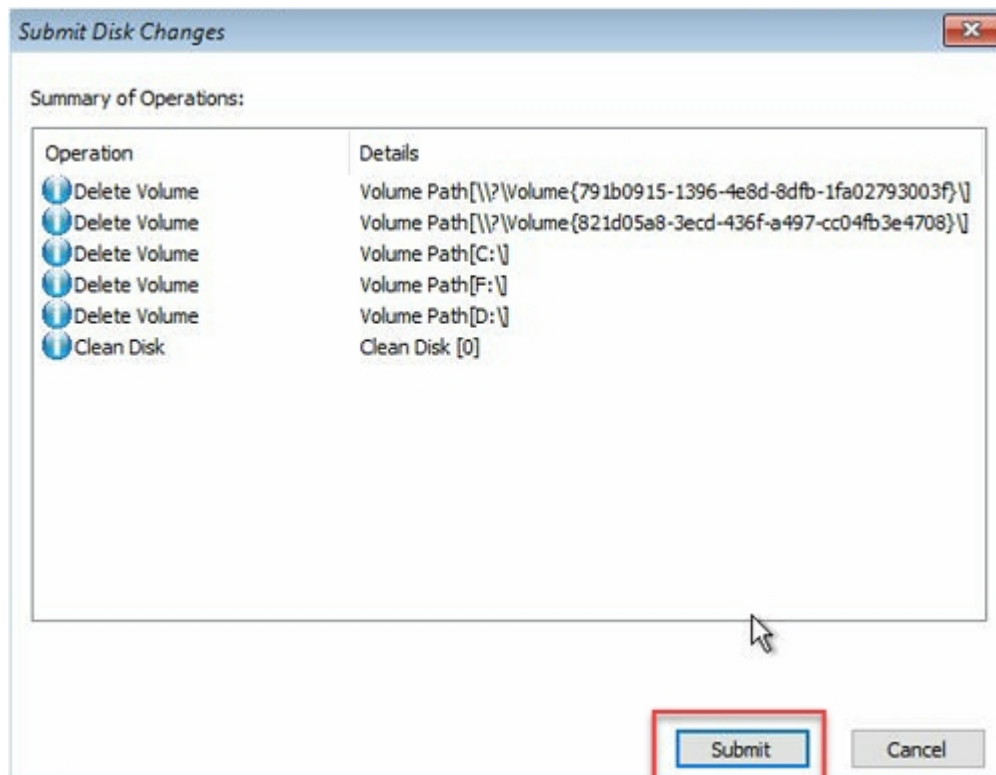 Submit Disk Changes
Summary of Operations:
Operation Details
Delete Volume Volume Path[\\?\Volume{791b0915-1396-4e8d-8dfb-1fa02793003f}\]
Delete Volume Volume Path[\\?\Volume{821d05a8-3ecd-436f-a497-cc04fb3e4708}\]
Delete Volume Volume Path[C:\]
Delete Volume Volume Path[F:\]
Delete Volume Volume Path[D:\]
Clean Disk Clean Disk [0]
Submit Cancel